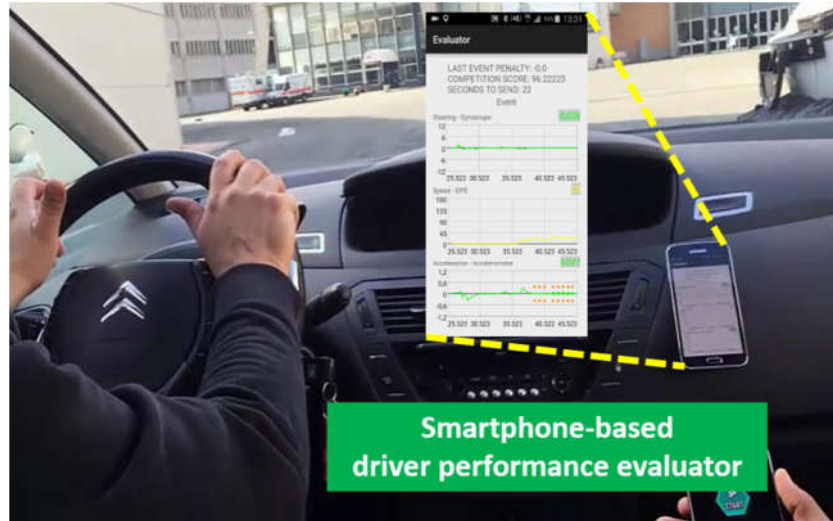 13:31
Evaluator
LAST EVENT PENALTY: -0.0
COMPETITION SCORE: 96.22223
SECONDS TO SEND: 22
Event
Steering - Gyroscope
12
6
0
-6
-12
25.523 30.523 35.523 40.523 45.523
Speed - GPS
180
135
90
45
0
25.523 30.523 35.523 40.523 45.523
Acceleration - Accelerometer
1,2
0,6
0
-0,6
-1,2
25.523 30.523 35.523 40.523 45.523
Smartphone-based
driver performance evaluator
START